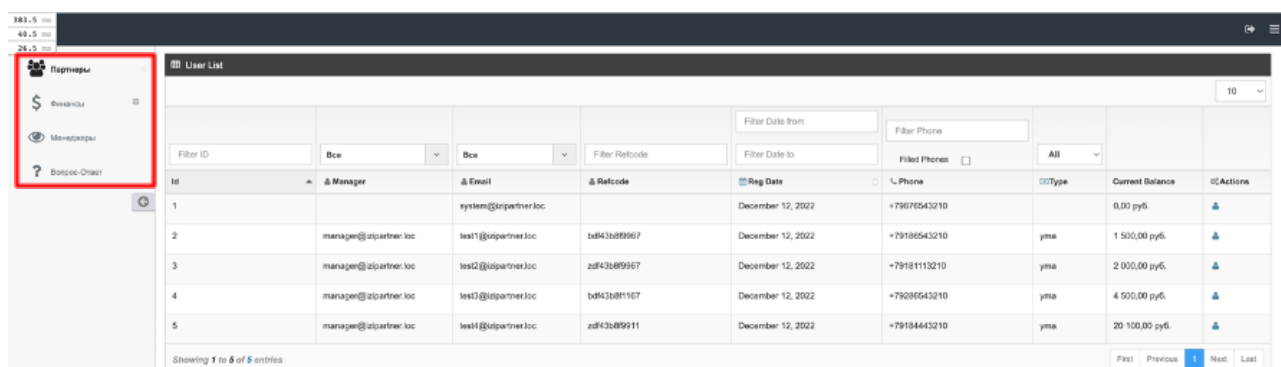 383.5 ms
40.5 ms
26.5 ms
Партнеры
Финансы
Менеджеры
Вопрос-Ответ
User List
10
Filter Date from
Filter Phone
Filter ID
Все
Все
Filter Refcode
Filter Date to
Filled Phones
All
Id Manager Email Refcode Reg Date Phone Type Current Balance Actions
1 system@izipartner.loc December 12, 2022 +79876543210 0,00 руб.
2 manager@izipartner.loc test1@izipartner.loc bdf43b8f9967 December 12, 2022 +79186543210 yma 1 500,00 руб.
3 manager@izipartner.loc test2@izipartner.loc zdf43b8f9967 December 12, 2022 +79181113210 yma 2 000,00 руб.
4 manager@izipartner.loc test3@izipartner.loc bdf43b8f1167 December 12, 2022 +79286543210 yma 4 500,00 руб.
5 manager@izipartner.loc test4@izipartner.loc zdf43b8f9911 December 12, 2022 +79184443210 yma 20 100,00 руб.
Showing 1 to 5 of 5 entries
First Previous 1 Next Last